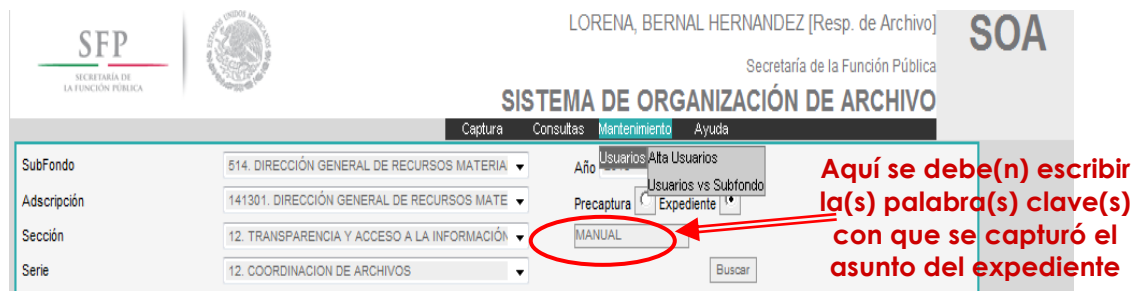 LORENA, BERNAL HERNANDEZ [Resp. de Archivo]
SOA
SFP
SECRETARÍA DE
LA FUNCIÓN PÚBLICA
ESTADOS UNIDOS MEXICANOS
Secretaría de la Función Pública
SISTEMA DE ORGANIZACIÓN DE ARCHIVO
Captura Consultas Mantenimiento Ayuda
SubFondo 514. DIRECCIÓN GENERAL DE RECURSOS MATERIA Año Usuarios Alta Usuarios
Usuarios vs Subfondo
Adscripción 141301. DIRECCIÓN GENERAL DE RECURSOS MATE Precaptura Expediente
Sección 12. TRANSPARENCIA Y ACCESO A LA INFORMACIÓN MANUAL
Serie 12. COORDINACION DE ARCHIVOS Buscar
Aquí se debe(n) escribir
la(s) palabra(s) clave(s)
con que se capturó el
asunto del expediente